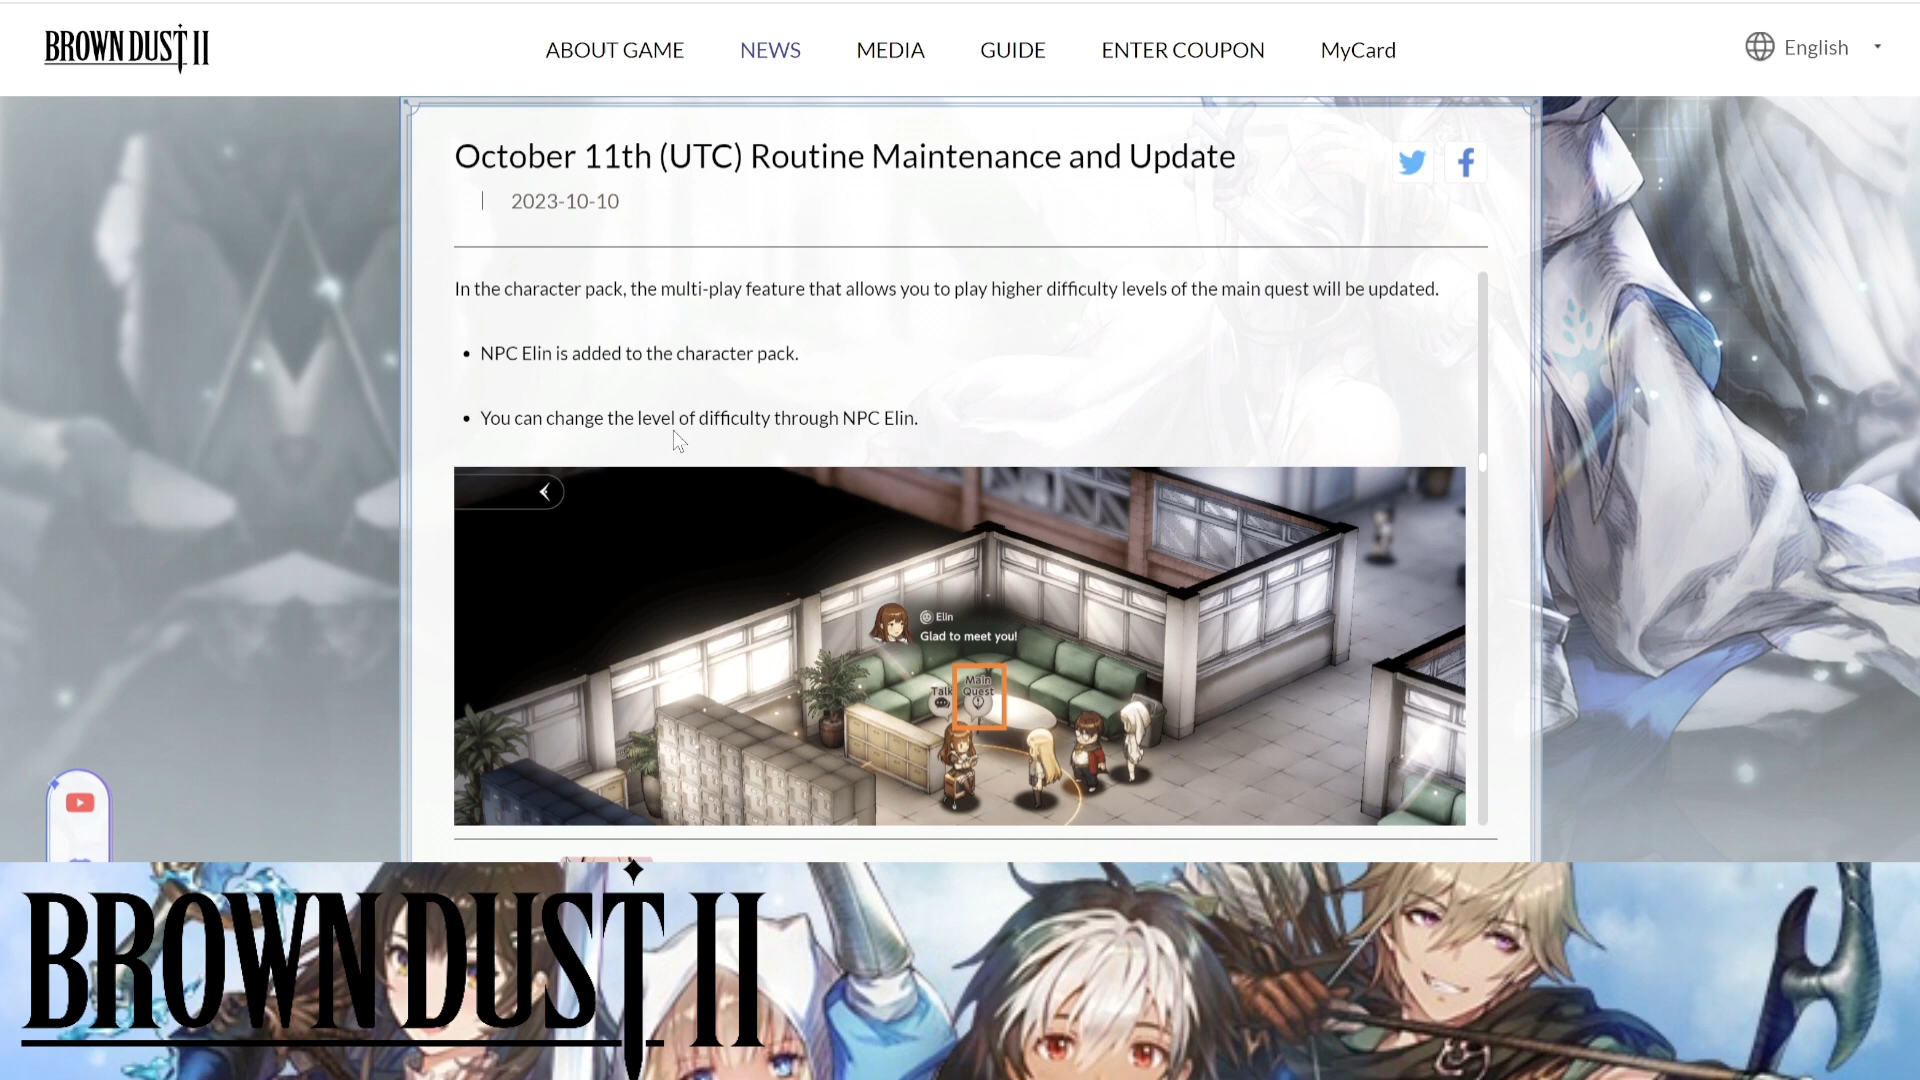 BROWN DUST II
ABOUT GAME
NEWS
MEDIA
GUIDE
ENTER COUPON
MyCard
English
October 11th (UTC) Routine Maintenance and Update
2023-10-10
In the character pack, the multi-play feature that allows you to play higher difficulty levels of the main quest will be updated.
• NPC Elin is added to the character pack.
• You can change the level of difficulty through NPC Elin.
Elin
Glad to meet you!
Talk
Main
Quest
BROWN DUST II